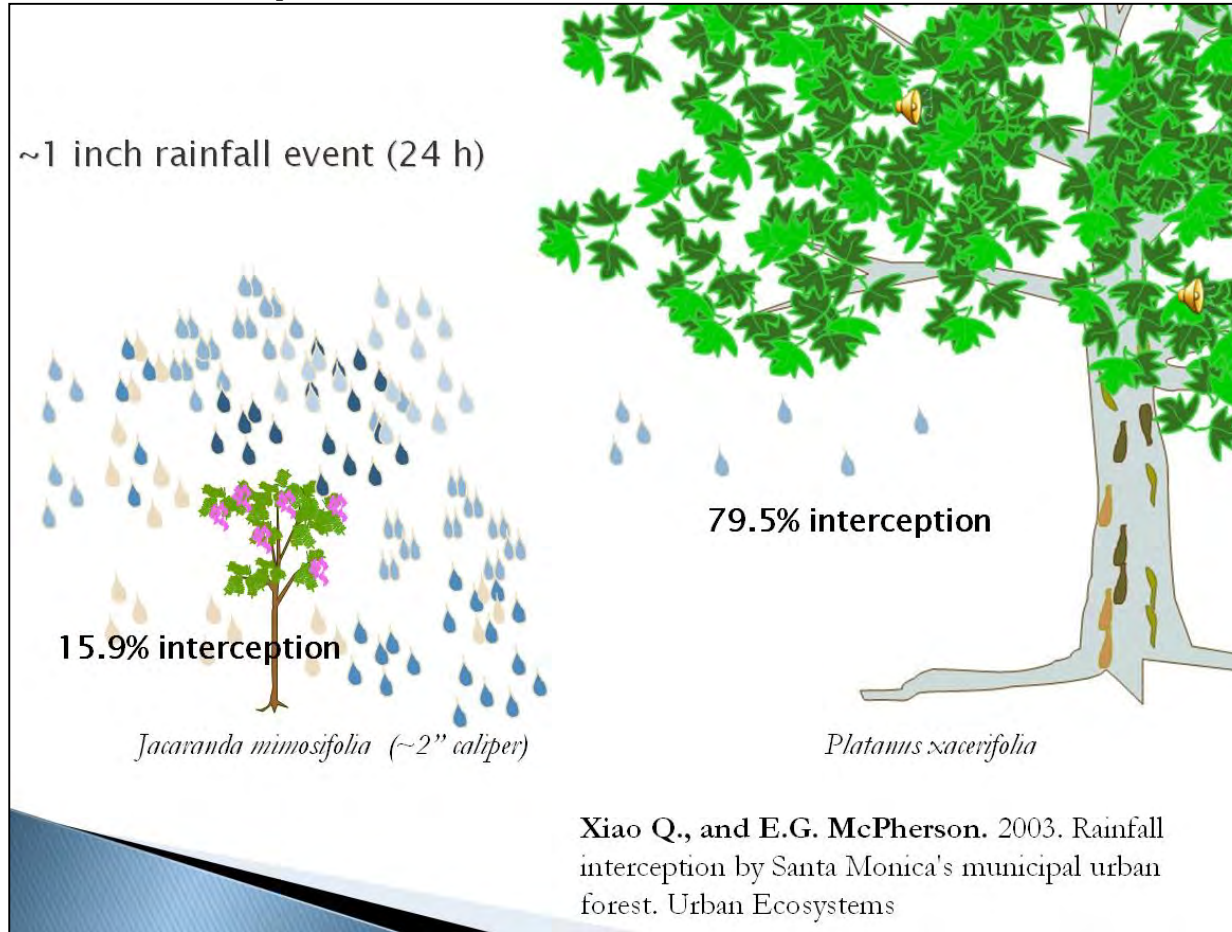 ~1 inch rainfall event (24 h)
79.5% interception
15.9% interception
Jacaranda mimosifolia (~2” caliper)
Platanus xacerifolia
Xiao Q., and E.G. McPherson. 2003. Rainfall
interception by Santa Monica's municipal urban
forest. Urban Ecosystems